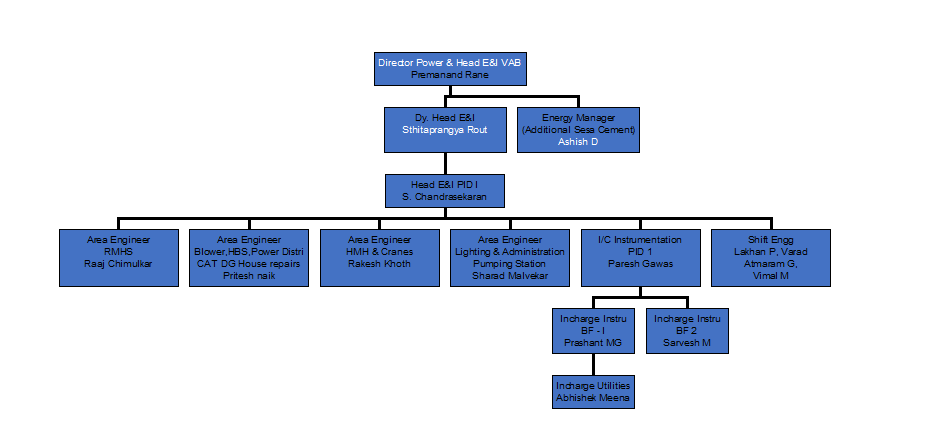 Director Power & Head E&I VAB
Premanand Rane
Dy. Head E&I
Sthitaprangya Rout
Energy Manager
(Additional Sesa Cement)
Ashish D
Head E&I PID I
S. Chandrasekaran
Area Engineer
RMHS
Raaj Chimulkar
Area Engineer
Blower,HBS,Power Distri
CAT DG House repairs
Pritesh naik
Area Engineer
HMH & Cranes
Rakesh Khoth
Area Engineer
Lighting & Administration
Pumping Station
Sharad Malvekar
I/C Instrumentation
PID 1
Paresh Gawas
Shift Engg
Lakhan P, Varad
Atmaram G,
Vimal M
Incharge Instru
BF - I
Prashant MG
Incharge Instru
BF 2
Sarvesh M
Incharge Utilities
Abhishek Meena